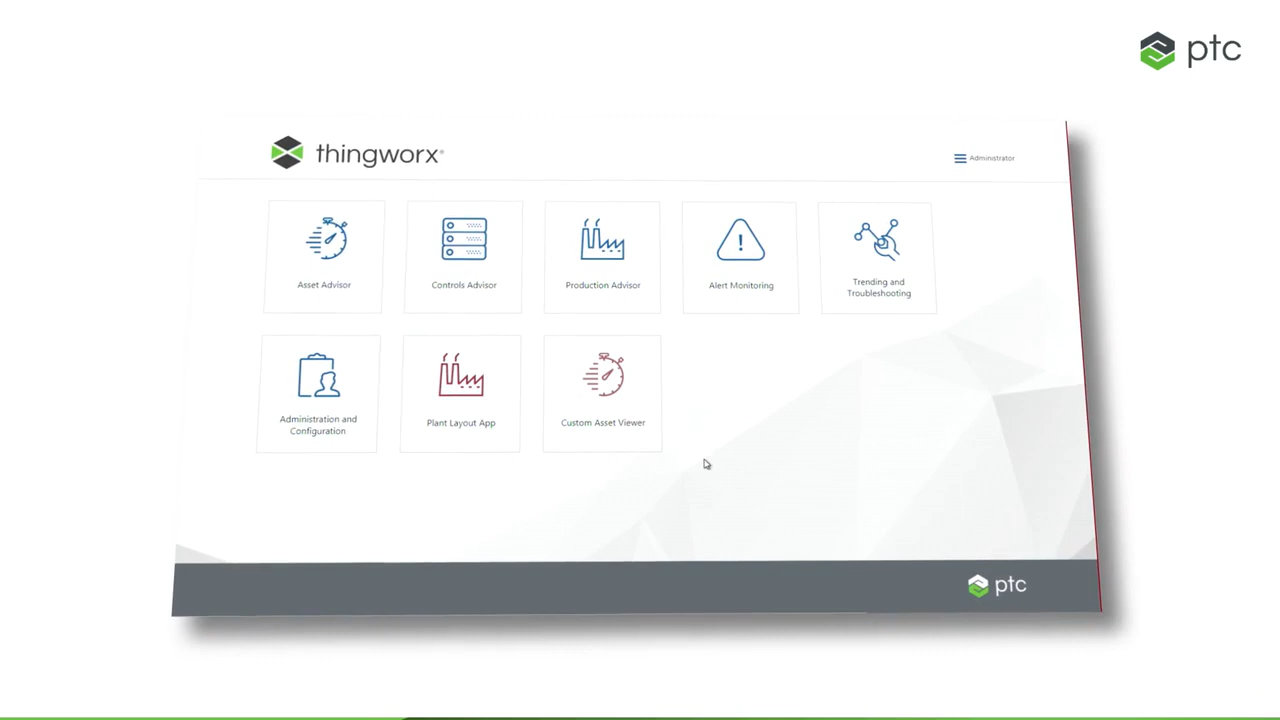 ptc
thingworx®
Administrator
Asset Advisor
Controls Advisor
Production Advisor
Alert Monitoring
Trending and
Troubleshooting
Administration and
Configuration
Plant Layout App
Custom Asset Viewer
ptc